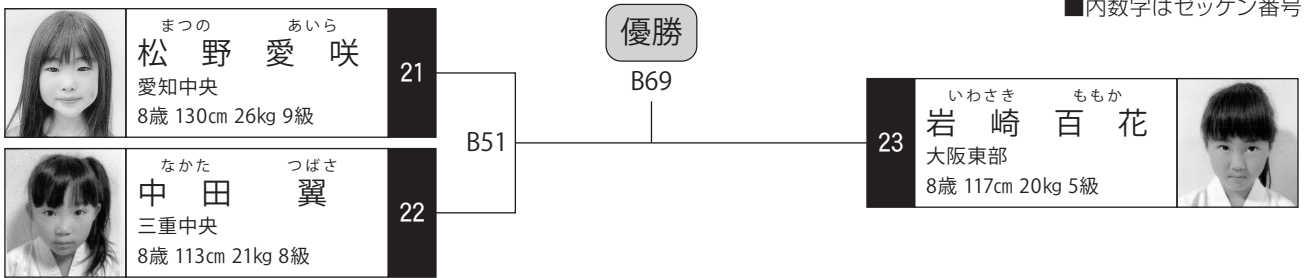 ■内数字はゼッケン番号
まつの あいら
松野 愛咲
愛知中央
8歳 130cm 26kg 9級
21
なかた つばさ
中田 翼
三重中央
8歳 113cm 21kg 8級
22
B51
優勝
B69
23
いわさき ももか
岩崎 百花
大阪東部
8歳 117cm 20kg 5級